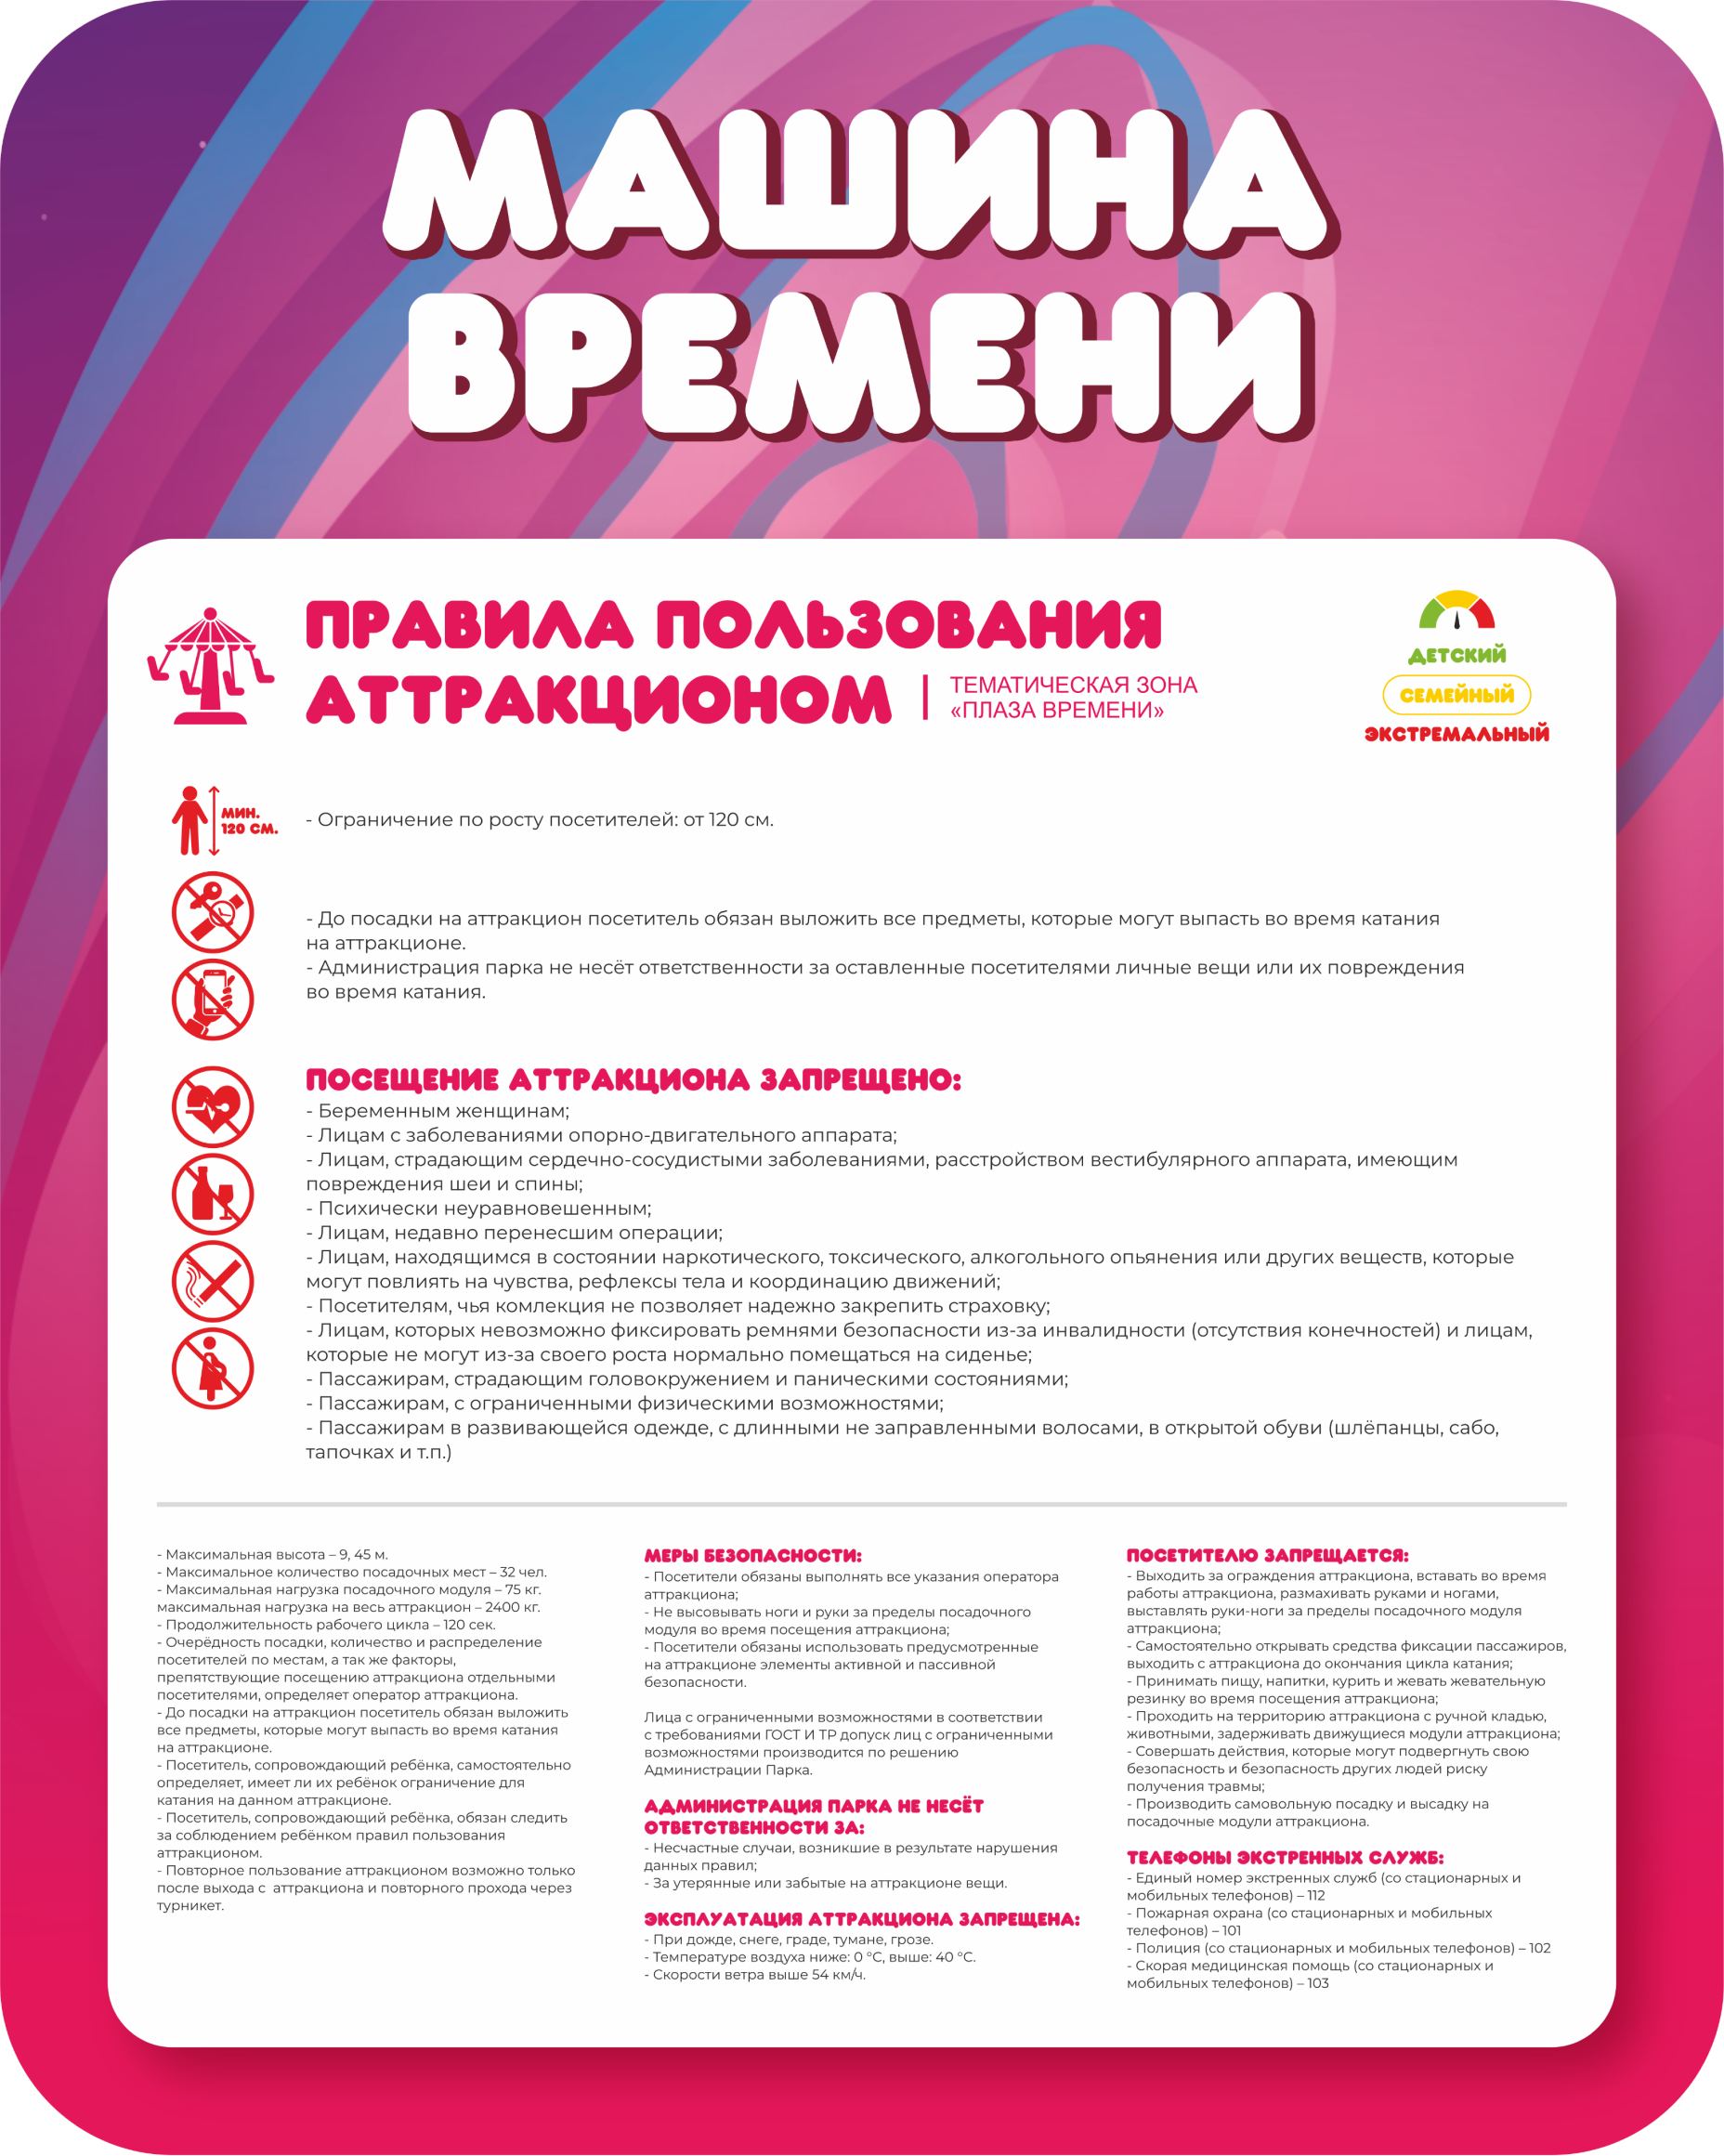 МАШИНА
ВРЕМЕНИ
ПРАВИЛА ПОЛЬЗОВАНИЯ
АТТРАКЦИОНОМ
ТЕМАТИЧЕСКАЯ ЗОНА
«ПЛАЗА ВРЕМЕНИ»
ДЕТСКИЙ
СЕМЕЙНЫЙ
ЭКСТРЕМАЛЬНЫЙ
МИН.
120 СМ.
- Ограничение по росту посетителей: от 120 см.
- До посадки на аттракцион посетитель обязан выложить все предметы, которые могут выпасть во время катания
на аттракционе.
- Администрация парка не несёт ответственности за оставленные посетителями личные вещи или их повреждения
во время катания.
ПОСЕЩЕНИЕ АТТРАКЦИОНА ЗАПРЕЩЕНО:
- Беременным женщинам;
- Лицам с заболеваниями опорно-двигательного аппарата;
- Лицам, страдающим сердечно-сосудистыми заболеваниями, расстройством вестибулярного аппарата, имеющим
повреждения шеи и спины;
- Психически неуравновешенным;
- Лицам, недавно перенесшим операции;
- Лицам, находящимся в состоянии наркотического, токсического, алкогольного опьянения или других веществ, которые
могут повлиять на чувства, рефлексы тела и координацию движений;
- Посетителям, чья комлекция не позволяет надежно закрепить страховку;
- Лицам, которых невозможно фиксировать ремнями безопасности из-за инвалидности (отсутствия конечностей) и лицам,
которые не могут из-за своего роста нормально помещаться на сиденье;
- Пассажирам, страдающим головокружением и паническими состояниями;
- Пассажирам, с ограниченными физическими возможностями;
- Пассажирам в развивающейся одежде, с длинными не заправленными волосами, в открытой обуви (шлёпанцы, сабо,
тапочках и т.п.)
- Максимальная высота – 9, 45 м.
- Максимальное количество посадочных мест – 32 чел.
- Максимальная нагрузка посадочного модуля – 75 кг.
максимальная нагрузка на весь аттракцион – 2400 кг.
- Продолжительность рабочего цикла – 120 сек.
- Очерёдность посадки, количество и распределение
посетителей по местам, а так же факторы,
препятствующие посещению аттракциона отдельными
посетителями, определяет оператор аттракциона.
- До посадки на аттракцион посетитель обязан выложить
все предметы, которые могут выпасть во время катания
на аттракционе.
- Посетитель, сопровождающий ребёнка, самостоятельно
определяет, имеет ли их ребёнок ограничение для
катания на данном аттракционе.
- Посетитель, сопровождающий ребёнка, обязан следить
за соблюдением ребёнком правил пользования
аттракционом.
- Повторное пользование аттракционом возможно только
после выхода с аттракциона и повторного прохода через
турникет.
МЕРЫ БЕЗОПАСНОСТИ:
- Посетители обязаны выполнять все указания оператора
аттракциона;
- Не высовывать ноги и руки за пределы посадочного
модуля во время посещения аттракциона;
- Посетители обязаны использовать предусмотренные
на аттракционе элементы активной и пассивной
безопасности.
Лица с ограниченными возможностями в соответствии
с требованиями ГОСТ И ТР допуск лиц с ограниченными
возможностями производится по решению
Администрации Парка.
АДМИНИСТРАЦИЯ ПАРКА НЕ НЕСЁТ
ОТВЕТСТВЕННОСТИ ЗА:
- Несчастные случаи, возникшие в результате нарушения
данных правил;
- За утерянные или забытые на аттракционе вещи.
ЭКСПЛУАТАЦИЯ АТТРАКЦИОНА ЗАПРЕЩЕНА:
- При дожде, снеге, граде, тумане, грозе.
- Температуре воздуха ниже: 0 °С, выше: 40 °С.
- Скорости ветра выше 54 км/ч.
ПОСЕТИТЕЛЮ ЗАПРЕЩАЕТСЯ:
- Выходить за ограждения аттракциона, вставать во время
работы аттракциона, размахивать руками и ногами,
выставлять руки-ноги за пределы посадочного модуля
аттракциона;
- Самостоятельно открывать средства фиксации пассажиров,
выходить с аттракциона до окончания цикла катания;
- Принимать пищу, напитки, курить и жевать жевательную
резинку во время посещения аттракциона;
- Проходить на территорию аттракциона с ручной кладью,
животными, задерживать движущиеся модули аттракциона;
- Совершать действия, которые могут подвергнуть свою
безопасность и безопасность других людей риску
получения травмы;
- Производить самовольную посадку и высадку на
посадочные модули аттракциона.
ТЕЛЕФОНЫ ЭКСТРЕННЫХ СЛУЖБ:
- Единый номер экстренных служб (со стационарных и
мобильных телефонов) – 112
- Пожарная охрана (со стационарных и мобильных
телефонов) – 101
- Полиция (со стационарных и мобильных телефонов) – 102
- Скорая медицинская помощь (со стационарных и
мобильных телефонов) – 103